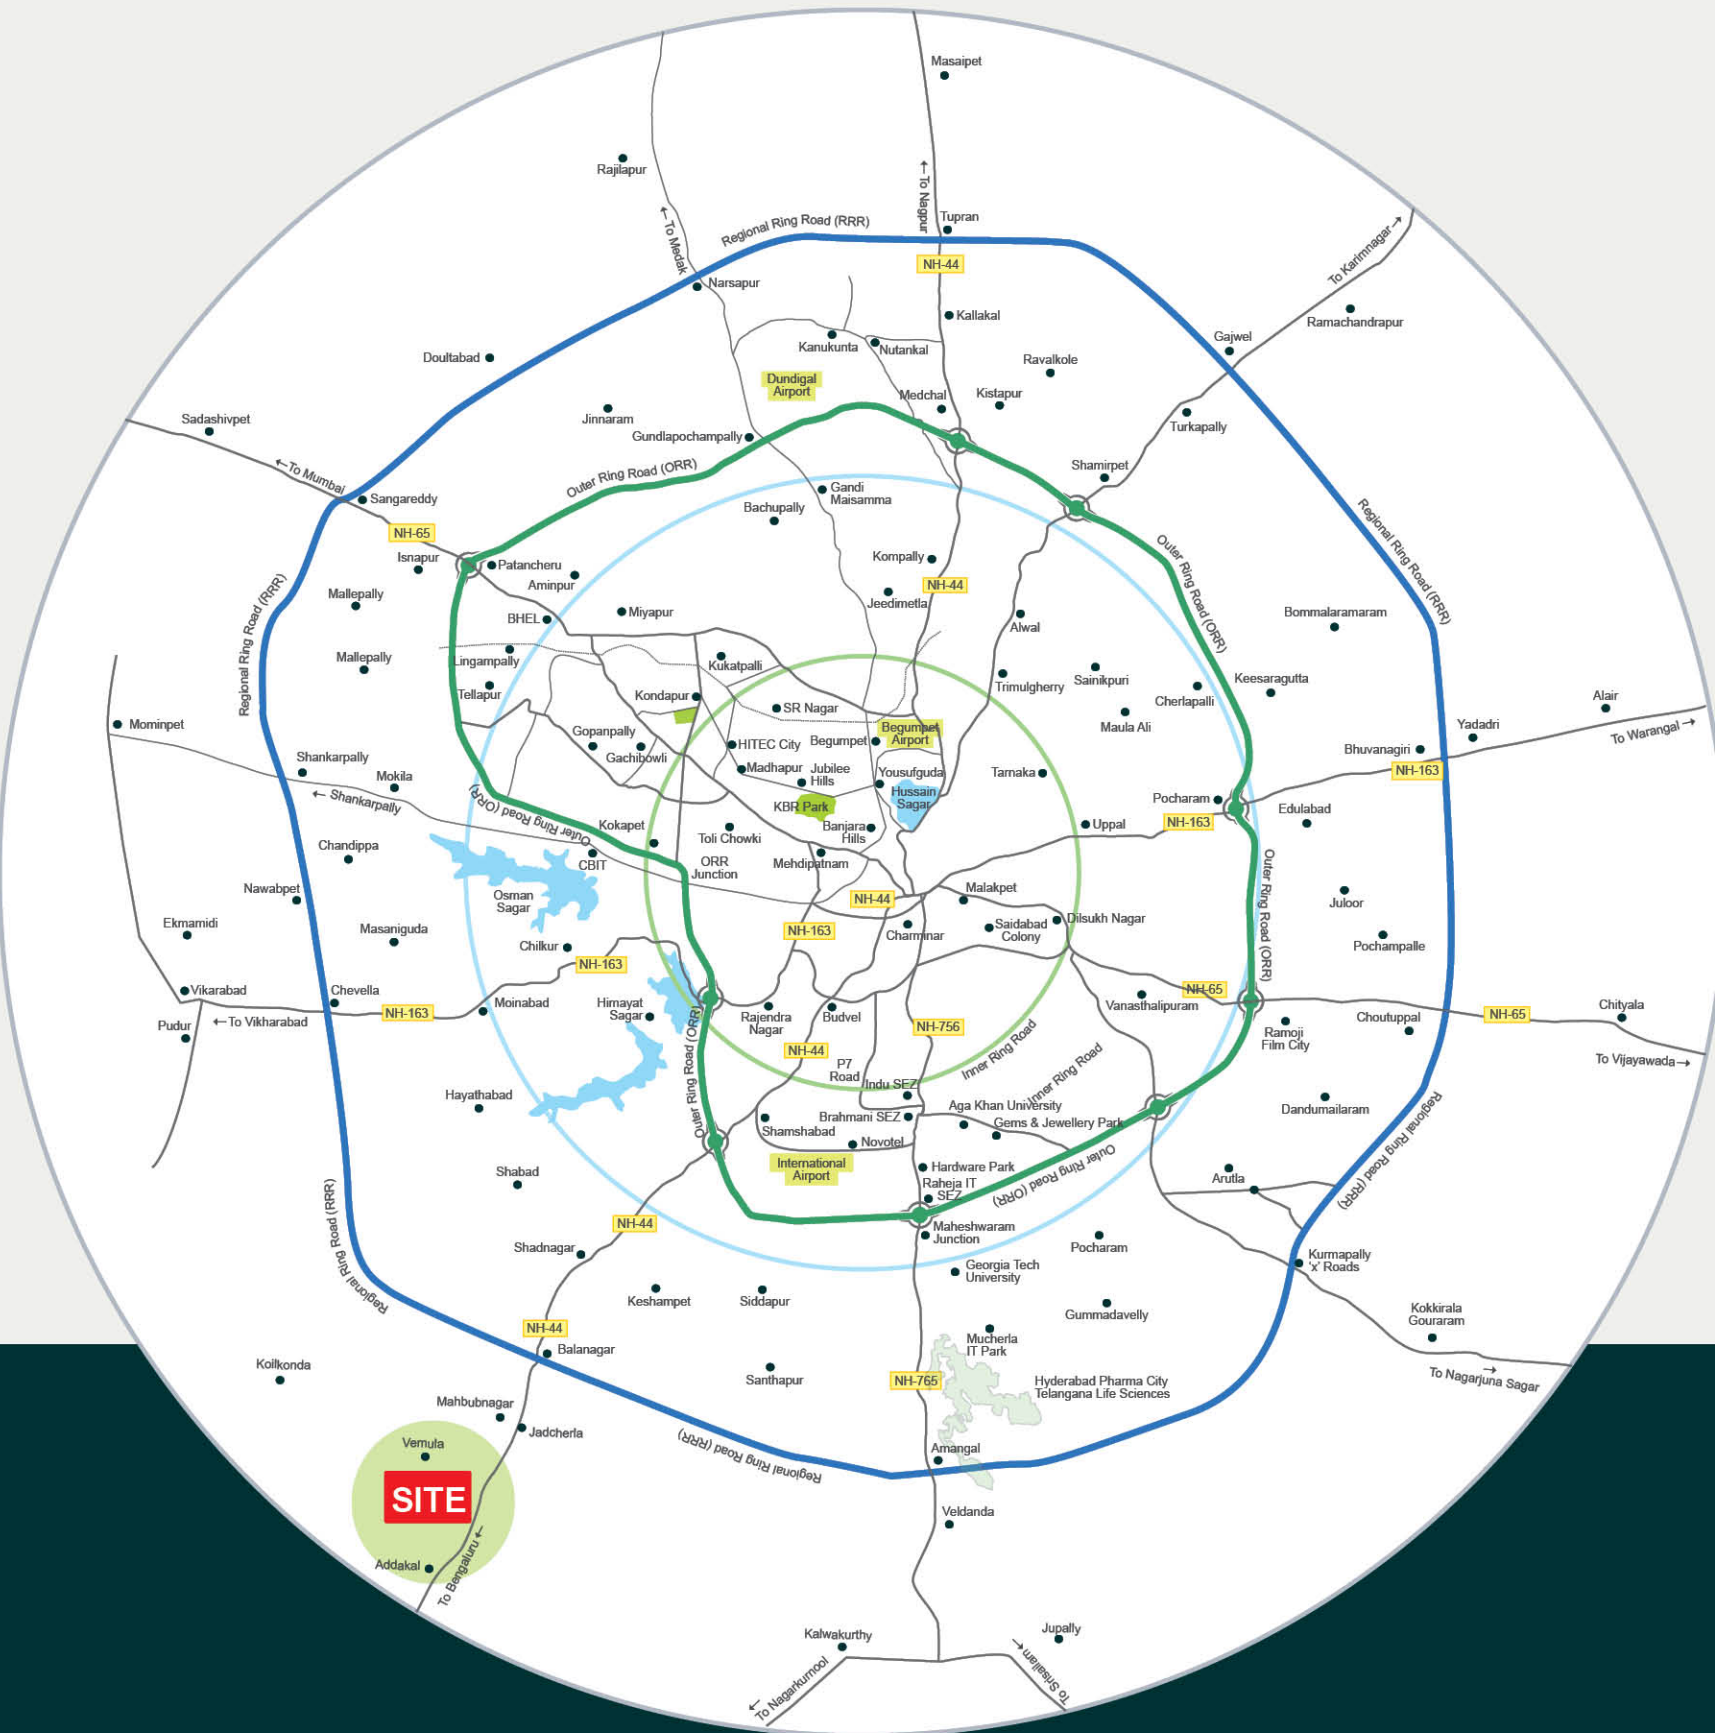 Masaipet
Rajilapur
← To Nagpur
← To Medak
Regional Ring Road (RRR)
Tupran
NH-44
To Karimnagar →
Narsapur
Kallakal
Ramachandrapur
Gajwel
Kanukunta
Nutankal
Doultabad
Ravalkole
Dundigal
Airport
Medchal
Kistapur
Jinnaram
Turkapally
Sadashivpet
Gundlapochampally
← To Mumbai
Outer Ring Road (ORR)
Shamirpet
Sangareddy
Gandi
Maisamma
Bachupally
Regional Ring Road (RRR)
NH-65
Isnapur
Patancheru
Aminpur
Kompally
NH-44
Outer Ring Road (ORR)
Mallepally
Jeedimetla
BHEL
Miyapur
Alwal
Bommalaramaram
Regional Ring Road (RRR)
Mallepally
Lingampally
Kukatpalli
Trimulgherry
Sainikpuri
Keesaragutta
Tellapur
Kondapur
Cherlapalli
SR Nagar
Maula Ali
Alair
Mominpet
Gopanpally
HITEC City
Begumpet
Begumpet
Airport
Yadadri
To Warangal →
Gachibowli
Bhuvanagiri
NH-163
Shankarpally
Mokila
Madhapur
Jubilee
Hills
Yousufguda
Tarnaka
← Shankarpally
Outer Ring Road (ORR)
KBR Park
Hussain
Sagar
Pocharam
Edulabad
NH-163
Kokapet
Toli Chowki
Banjara
Hills
Uppal
Chandippa
CBIT
ORR
Junction
Mehdipatnam
Outer Ring Road (ORR)
Nawabpet
Osman
Sagar
NH-44
Malakpet
Juloor
Ekmamidi
Masaniguda
NH-163
Charminar
Saidabad
Colony
Dilsukh Nagar
Pochampalle
Chilkur
NH-163
Vikarabad
Chevella
Moinabad
Himayat
Sagar
Rajendra
Nagar
Budvel
Vanasthalipuram
NH-65
Pudur
← To Vikharabad
NH-163
NH-756
Ramoji
Film City
Choutuppal
NH-65
Chityala
Outer Ring Road (ORR)
NH-44
P7
Road
Inner Ring Road
Inner Ring Road
To Vijayawada →
Indu SEZ
Hayathabad
Shamshabad
Brahmani SEZ
Aga Khan University
Gems & Jewellery Park
Dandumailaram
Regional Ring Road (RRR)
Novotel
International
Airport
Hardware Park
Outer Ring Road (ORR)
Shabad
Raheja IT
SEZ
Arutla
Regional Ring Road (RRR)
NH-44
Maheshwaram
Junction
Pocharam
Shadnagar
Kurmapally
'x' Roads
Georgia Tech
University
Keshampet
Siddapur
Gummadavelly
Kokkirala
Gouraram
NH-44
Mucherla
IT Park
Balanagar
Koilkonda
Santhapur
NH-765
Hyderabad Pharma City
Telangana Life Sciences
To Nagarjuna Sagar →
Mahbubnagar
Jadcherla
Regional Ring Road (RRR)
Vemula
Amangal
SITE
Veldanda
Addakal
To Bengaluru ←
Kalwakurthy
Jupally
← To Nagarkurnool
To Srisailam →